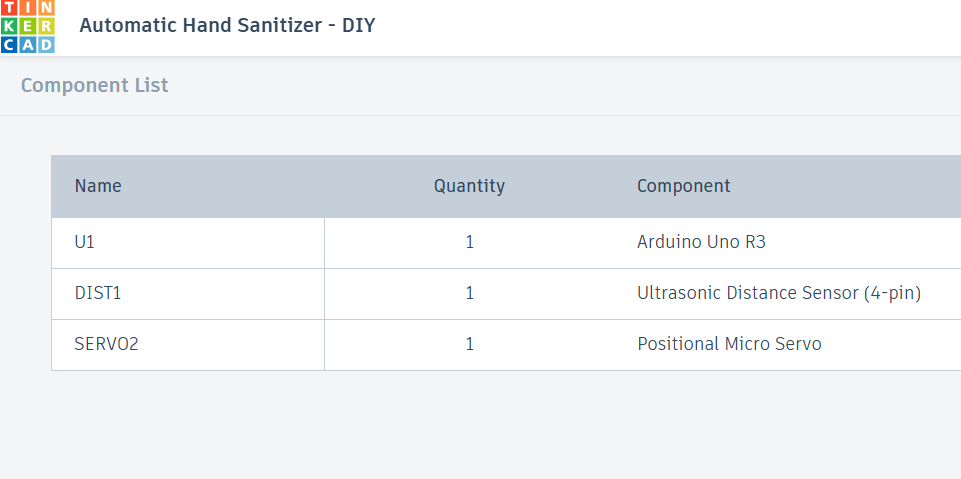 TIN
KER
CAD
Automatic Hand Sanitizer - DIY
Component List
Name Quantity Component
U1 1 Arduino Uno R3
DIST1 1 Ultrasonic Distance Sensor (4-pin)
SERVO2 1 Positional Micro Servo